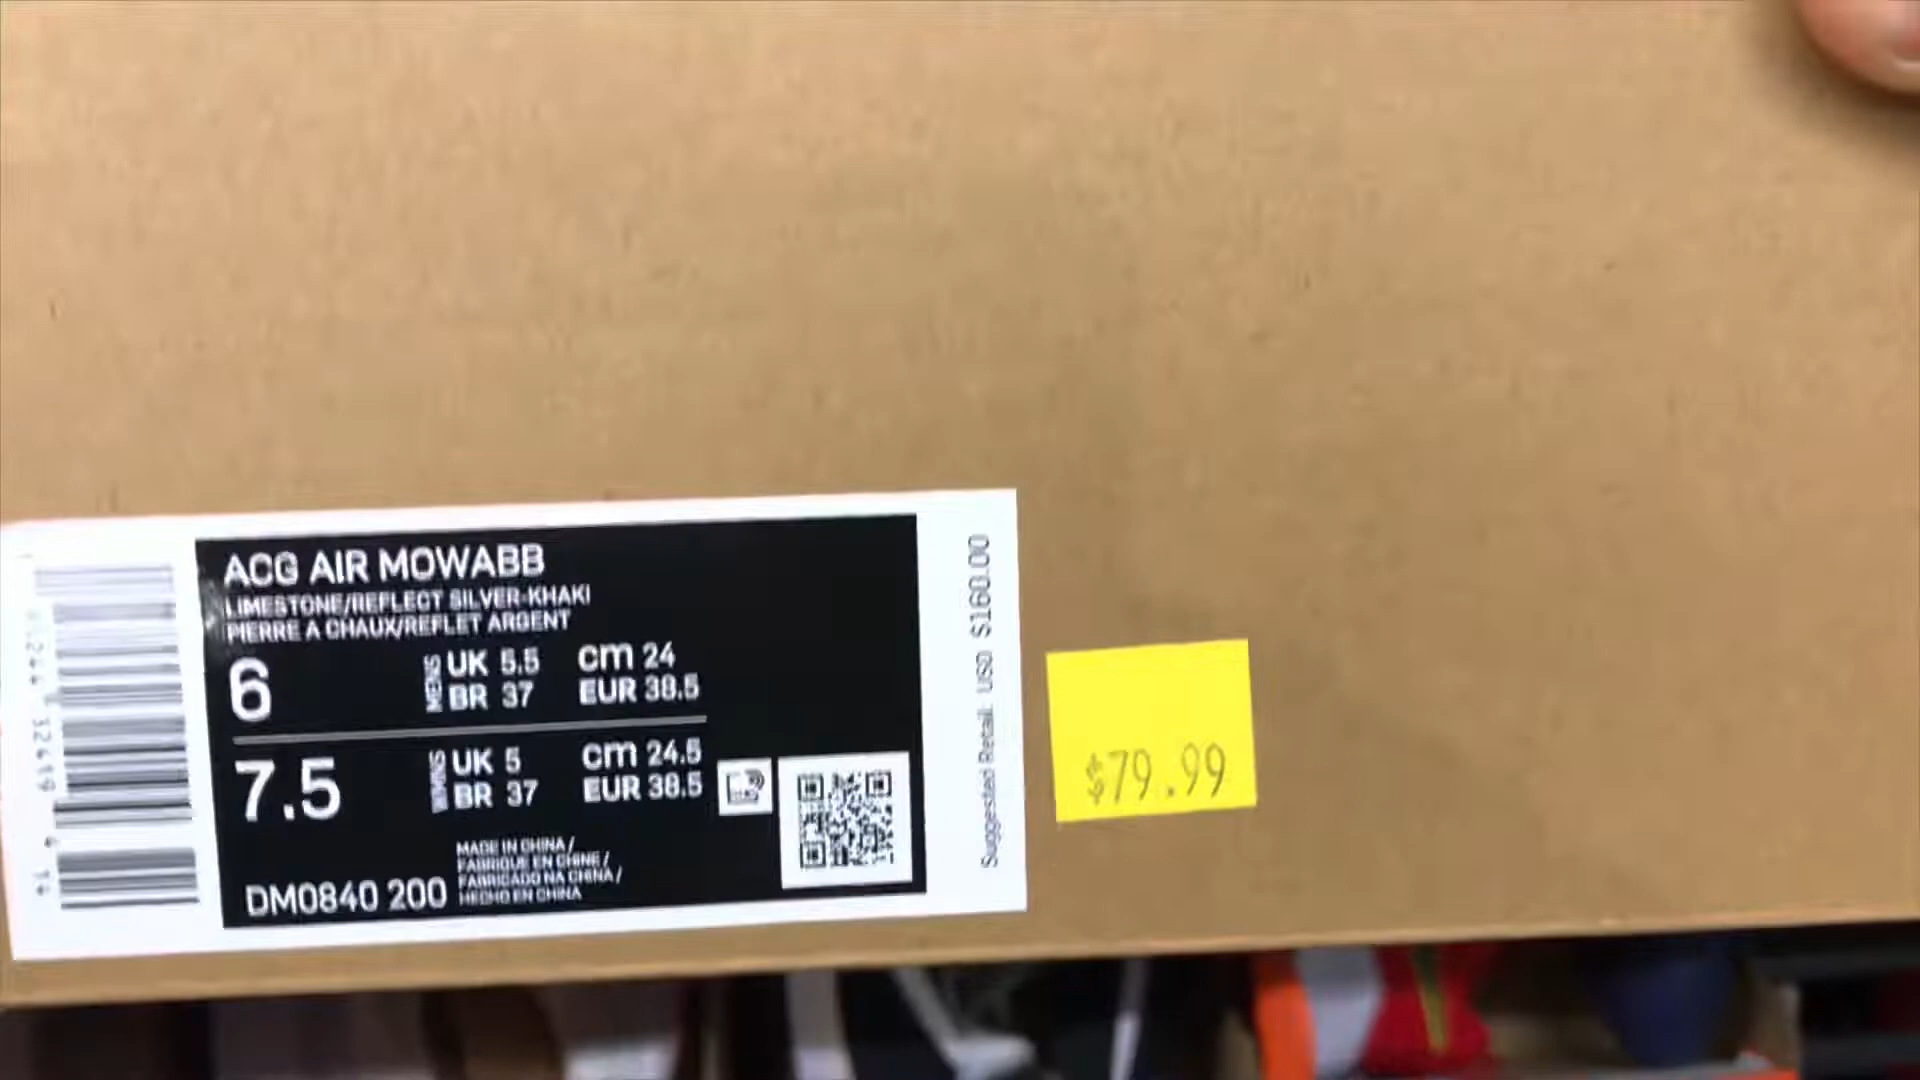 ACG AIR MOWABB
LIMESTONE/REFLECT SILVER-KHAKI
PIERRE A CHAUX/REFLET ARGENT
6 MENS UK 5.5 cm 24
BR 37 EUR 38.5
7.5 WMNS UK 5 cm 24.5
BR 37 EUR 38.5
MADE IN CHINA /
FABRIQUE EN CHINE /
FABRICADO NA CHINA /
HECHO EN CHINA
DM0840 200
Suggested Retail: USD $160.00
$79.99